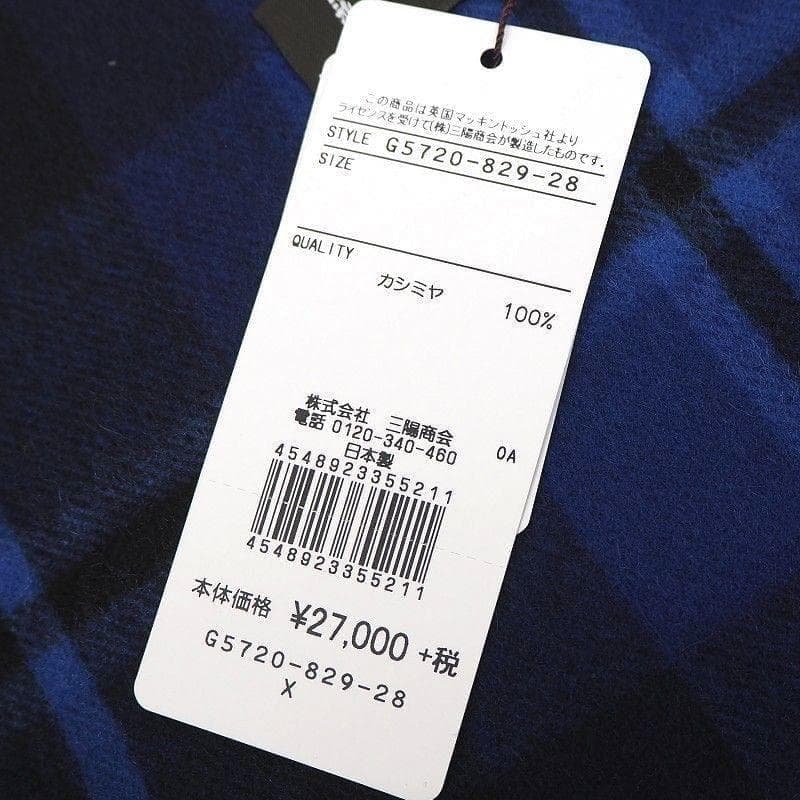 この商品は英国マッキントッシュ社より
ライセンスを受けて(株)三陽商会が製造したものです。
STYLE G5720-829-28
SIZE
QUALITY
カシミヤ 100%
株式会社 三陽商会
電話 0120-340-460 0A
日本製
4548923355211
4548923355211
本体価格 ¥27,000 +税
G5720-829-28
X